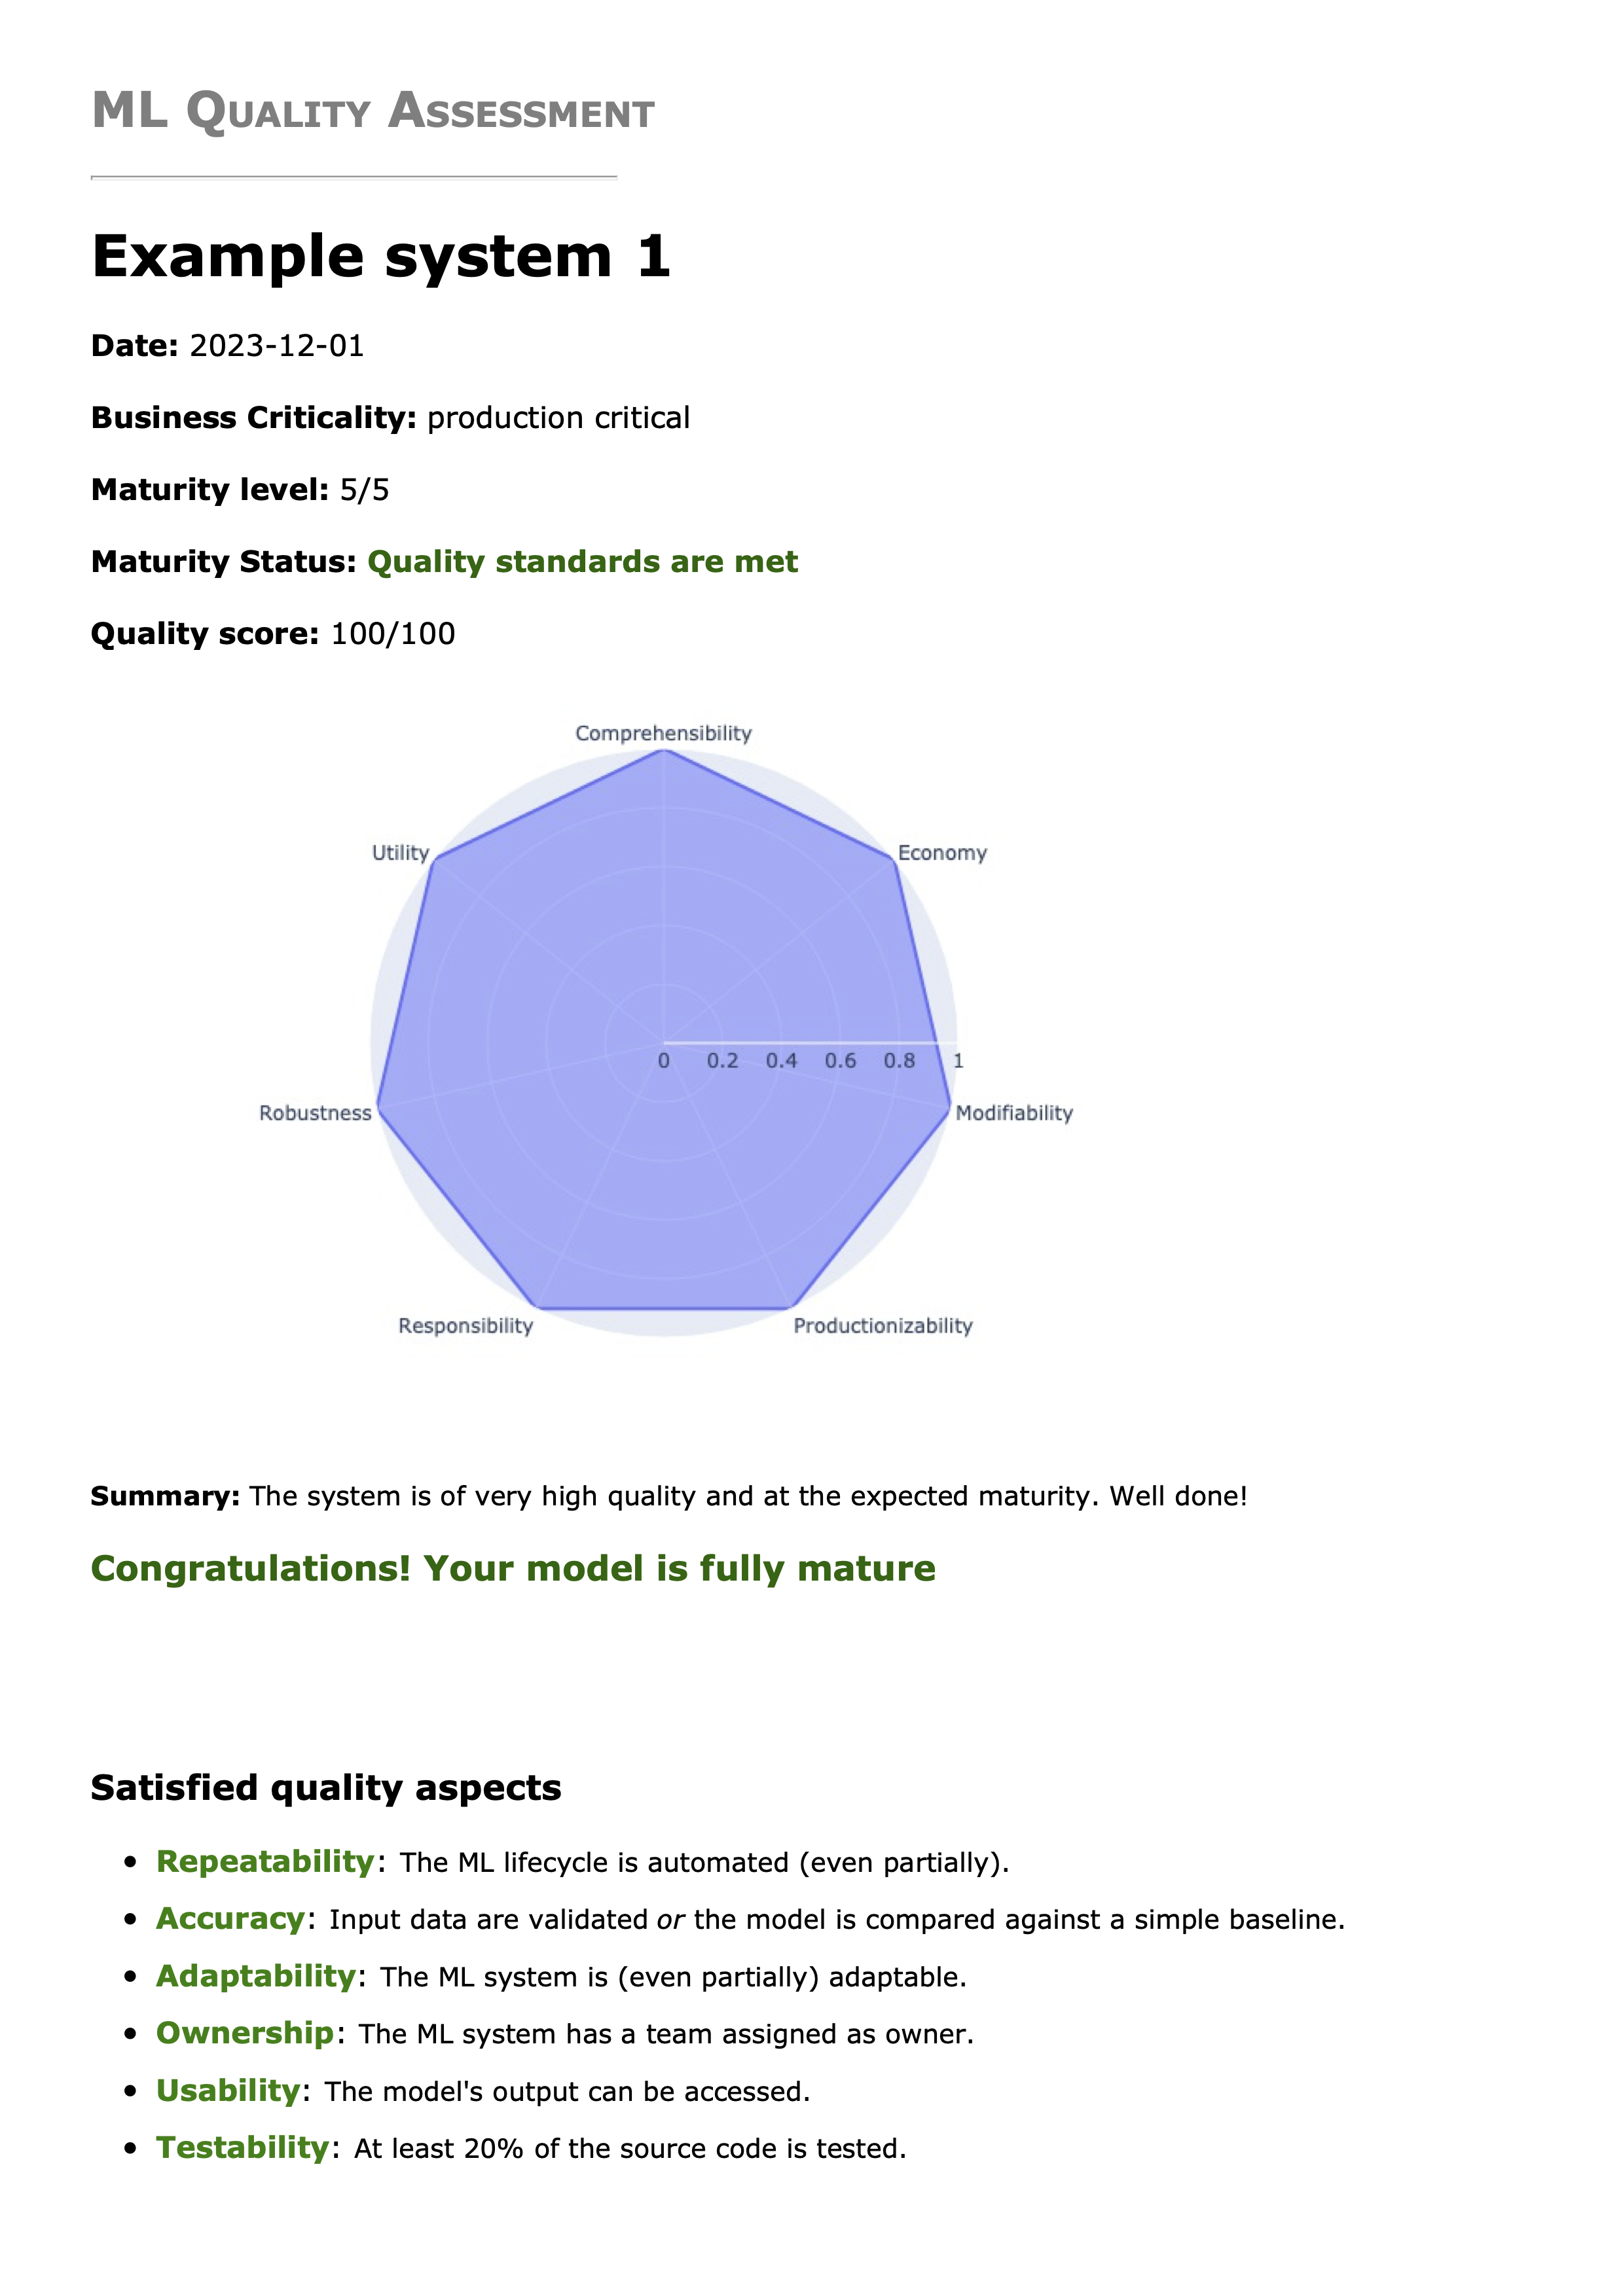 ML Quality Assessment
Example system 1
Date: 2023-12-01
Business Criticality: production critical
Maturity level: 5/5
Maturity Status: Quality standards are met
Quality score: 100/100
Comprehensibility
Utility
Economy
0 0.2 0.4 0.6 0.8 1
Robustness
Modifiability
Responsibility
Productionizability
Summary: The system is of very high quality and at the expected maturity. Well done!
Congratulations! Your model is fully mature
Satisfied quality aspects
• Repeatability: The ML lifecycle is automated (even partially).
• Accuracy: Input data are validated or the model is compared against a simple baseline.
• Adaptability: The ML system is (even partially) adaptable.
• Ownership: The ML system has a team assigned as owner.
• Usability: The model's output can be accessed.
• Testability: At least 20% of the source code is tested.